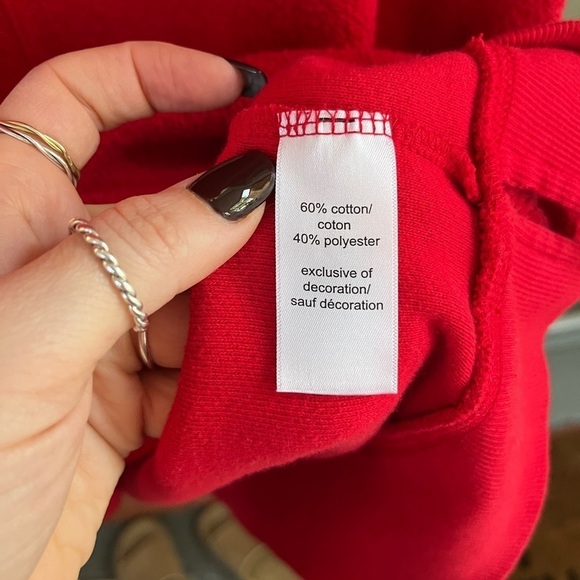 60% cotton/
coton
40% polyester
exclusive of
decoration/
sauf décoration